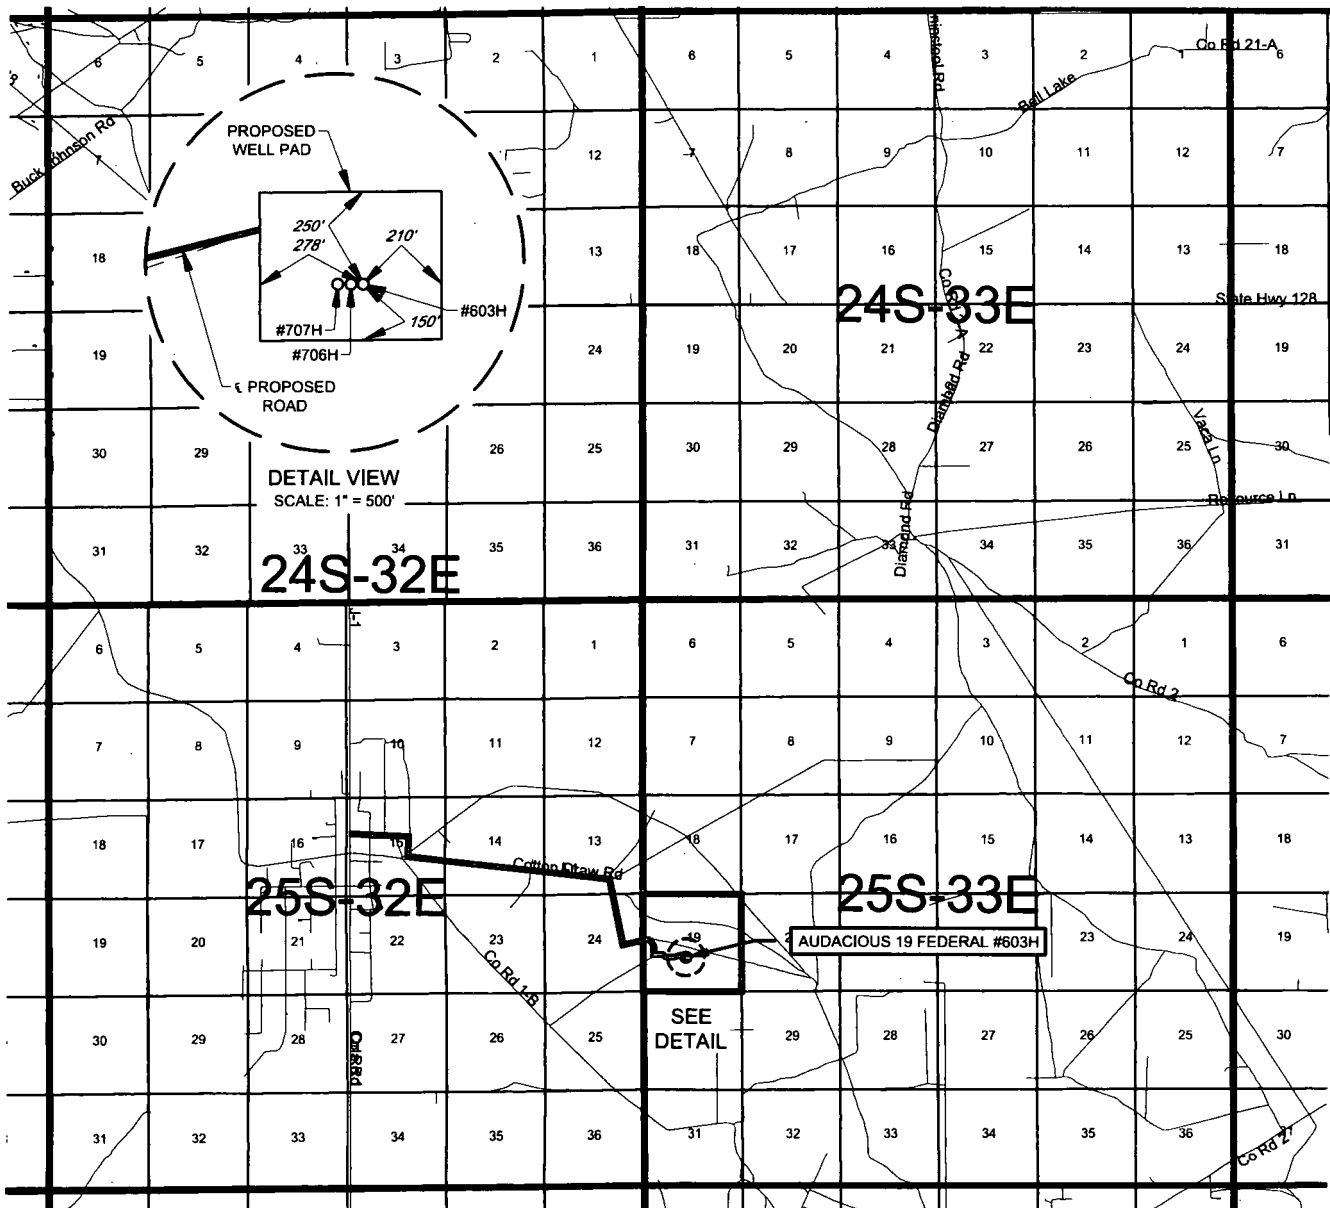 6 5 4 3 2 1 6 5 4 3 2 1 6
Co Rd 21-A
Bell Lake
Buck Johnson Rd
PROPOSED
WELL PAD
7 12 7 8 9 10 11 12 7
250'
278'
210'
18 13 18 17 16 15 14 13 18
#603H
#707H
150'
#706H
24S-33E
State Hwy 128
19 24 19 20 21 22 23 24 19
℄ PROPOSED
ROAD
Diamond Rd
Vaca Ln
30 29 26 25 30 29 28 27 26 25 30
DETAIL VIEW
SCALE: 1" = 500'
Resource Ln
Diamond Rd
31 32 33 34 35 36 31 32 33 34 35 36 31
24S-32E
6 5 4 3 2 1 6 5 4 3 2 1 6
Co Rd 2
7 8 9 10 11 12 7 8 9 10 11 12 7
18 17 16 15 14 13 18 17 16 15 14 13 18
Cotton Draw Rd
25S-32E
25S-33E
19 20 21 22 23 24 19 23 24 19
AUDACIOUS 19 FEDERAL #603H
Co Rd 1-B
SEE
DETAIL
30 29 28 27 26 25 29 28 27 26 25 30
31 32 33 34 35 36 31 32 33 34 35 36
Co Rd 2